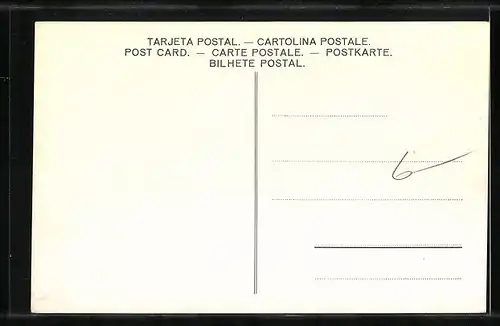 TARJETA POSTAL. — CARTOLINA POSTALE.
POST CARD. — CARTE POSTALE. — POSTKARTE.
BILHETE POSTAL.
6